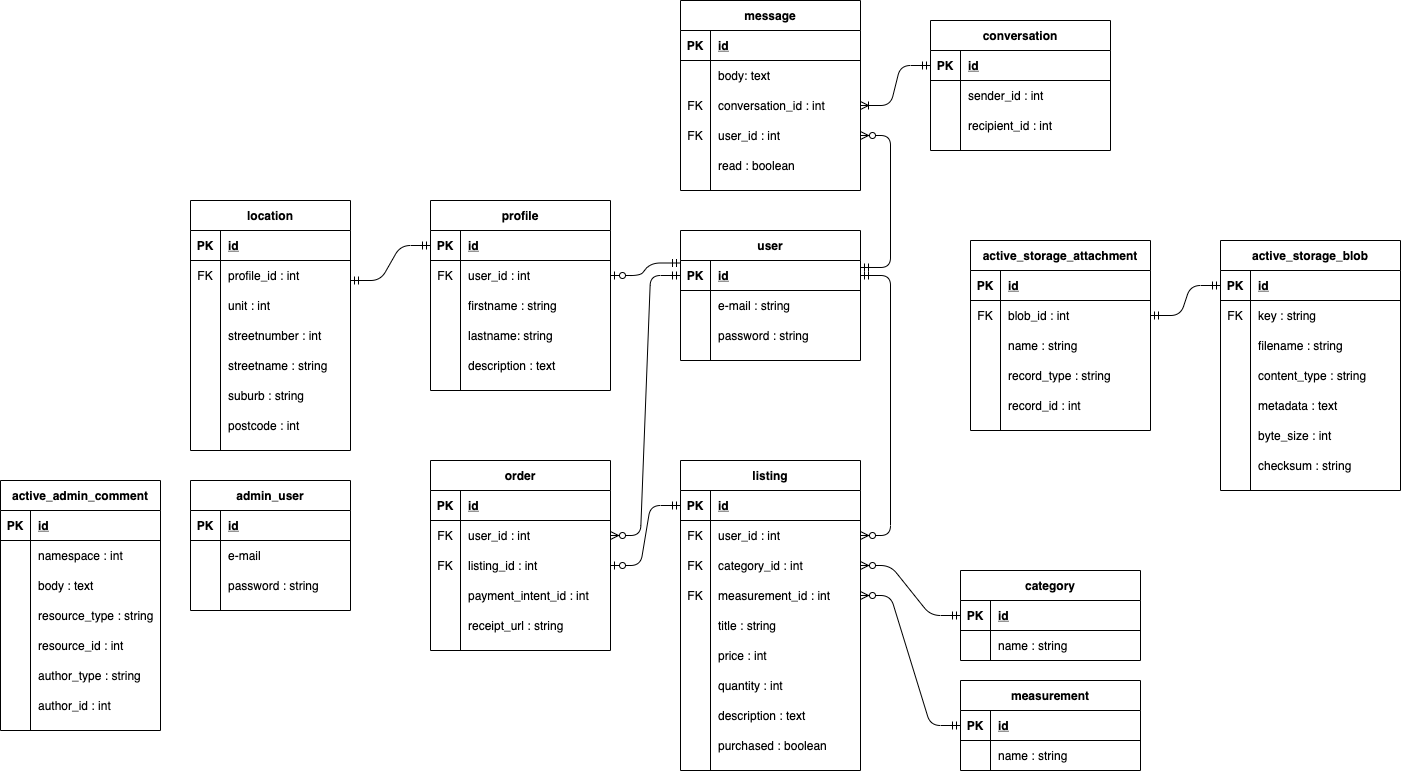 message
PK id
body: text
FK conversation_id : int
FK user_id : int
read : boolean
conversation
PK id
sender_id : int
recipient_id : int
location
PK id
FK profile_id : int
unit : int
streetnumber : int
streetname : string
suburb : string
postcode : int
profile
PK id
FK user_id : int
firstname : string
lastname: string
description : text
user
PK id
e-mail : string
password : string
active_storage_attachment
PK id
FK blob_id : int
name : string
record_type : string
record_id : int
active_storage_blob
PK id
FK key : string
filename : string
content_type : string
metadata : text
byte_size : int
checksum : string
active_admin_comment
PK id
namespace : int
body : text
resource_type : string
resource_id : int
author_type : string
author_id : int
admin_user
PK id
e-mail
password : string
order
PK id
FK user_id : int
FK listing_id : int
payment_intent_id : int
receipt_url : string
listing
PK id
FK user_id : int
FK category_id : int
FK measurement_id : int
title : string
price : int
quantity : int
description : text
purchased : boolean
category
PK id
name : string
measurement
PK id
name : string